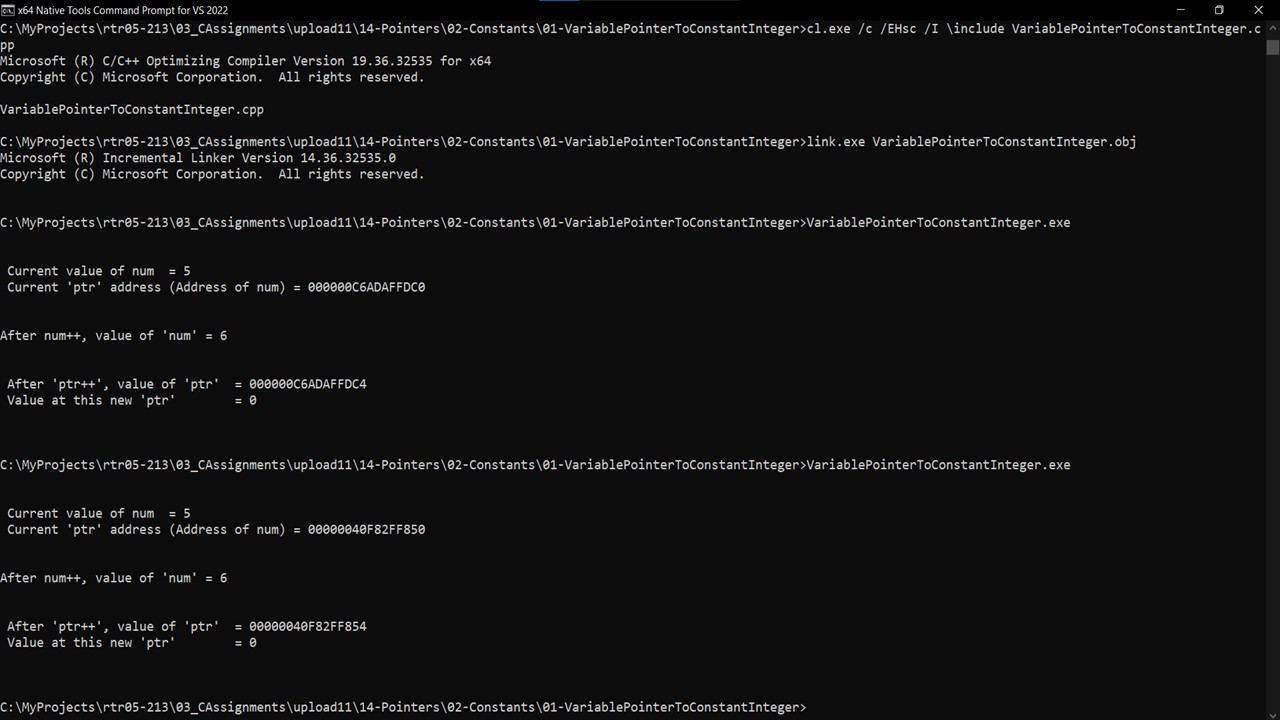 x64 Native Tools Command Prompt for VS 2022
C:\MyProjects\rtr05-213\03_CAssignments\upload11\14-Pointers\02-Constants\01-VariablePointerToConstantInteger>cl.exe /c /EHsc /I \include VariablePointerToConstantInteger.c
pp
Microsoft (R) C/C++ Optimizing Compiler Version 19.36.32535 for x64
Copyright (C) Microsoft Corporation.  All rights reserved.

VariablePointerToConstantInteger.cpp

C:\MyProjects\rtr05-213\03_CAssignments\upload11\14-Pointers\02-Constants\01-VariablePointerToConstantInteger>link.exe VariablePointerToConstantInteger.obj
Microsoft (R) Incremental Linker Version 14.36.32535.0
Copyright (C) Microsoft Corporation.  All rights reserved.

C:\MyProjects\rtr05-213\03_CAssignments\upload11\14-Pointers\02-Constants\01-VariablePointerToConstantInteger>VariablePointerToConstantInteger.exe

 Current value of num  = 5
 Current 'ptr' address (Address of num) = 000000C6ADAFFDC0

After num++, value of 'num' = 6

 After 'ptr++', value of 'ptr'  = 000000C6ADAFFDC4
 Value at this new 'ptr'        = 0

C:\MyProjects\rtr05-213\03_CAssignments\upload11\14-Pointers\02-Constants\01-VariablePointerToConstantInteger>VariablePointerToConstantInteger.exe

 Current value of num  = 5
 Current 'ptr' address (Address of num) = 00000040F82FF850

After num++, value of 'num' = 6

 After 'ptr++', value of 'ptr'  = 00000040F82FF854
 Value at this new 'ptr'        = 0

C:\MyProjects\rtr05-213\03_CAssignments\upload11\14-Pointers\02-Constants\01-VariablePointerToConstantInteger>